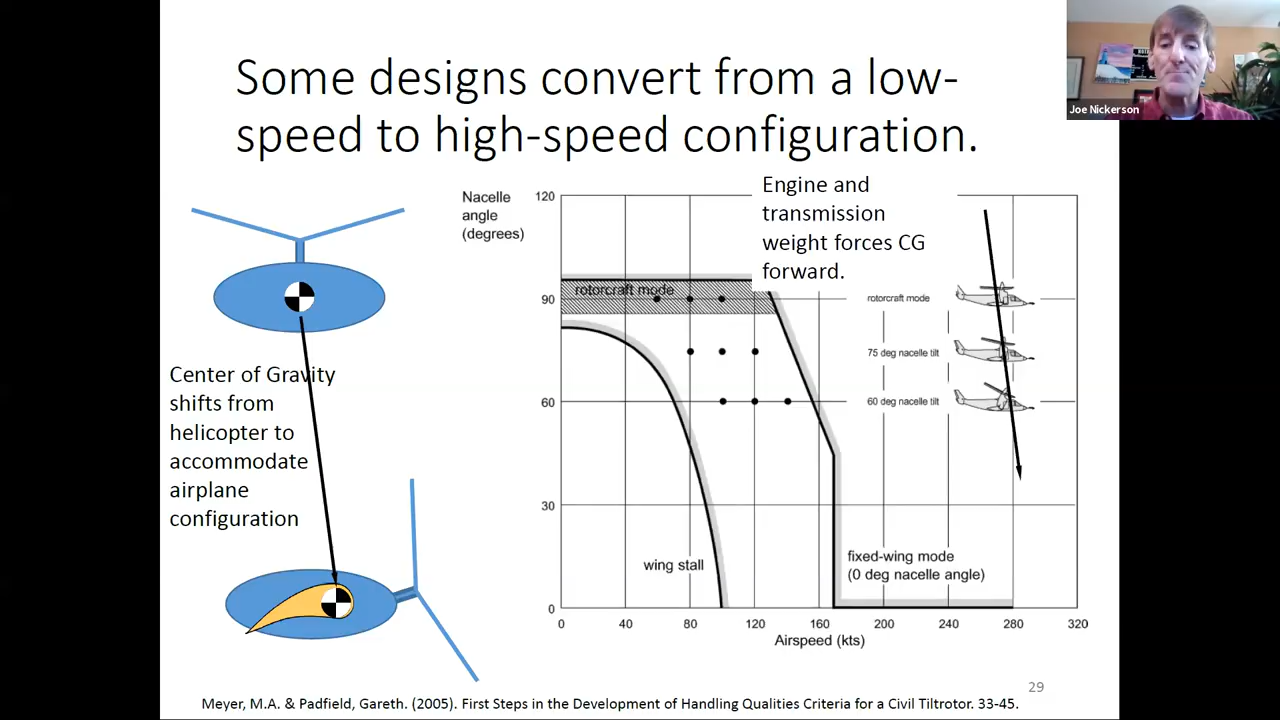 Some designs convert from a low-
speed to high-speed configuration.
Joe Nickerson
Engine and
transmission
weight forces CG
forward.
Center of Gravity
shifts from
helicopter to
accommodate
airplane
configuration
Nacelle
angle
(degrees)
120
90
60
30
0
rotorcraft mode
rotorcraft mode
75 deg nacelle tilt
60 deg nacelle tilt
wing stall
fixed-wing mode
(0 deg nacelle angle)
0 40 80 120 160 200 240 280 320
Airspeed (kts)
29
Meyer, M.A. & Padfield, Gareth. (2005). First Steps in the Development of Handling Qualities Criteria for a Civil Tiltrotor. 33-45.